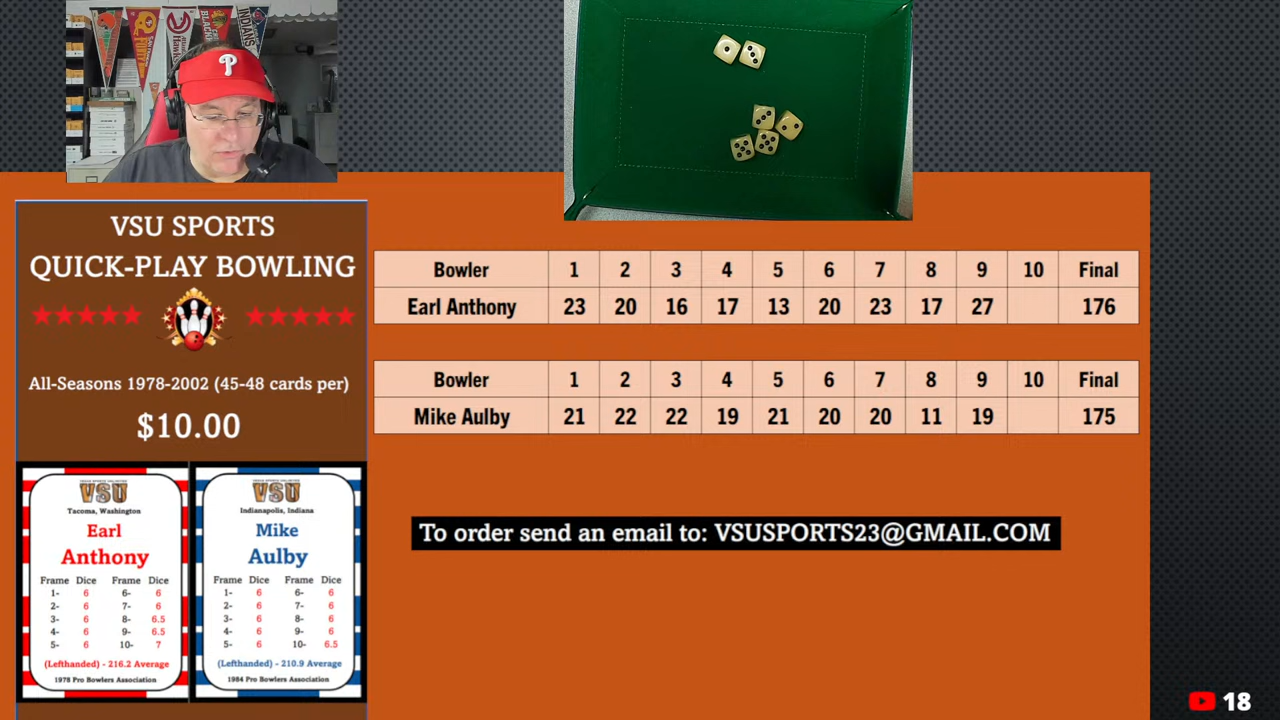 INDIANS
P
VSU SPORTS
QUICK-PLAY BOWLING
All-Seasons 1978-2002 (45-48 cards per)
$10.00
Bowler 1 2 3 4 5 6 7 8 9 10 Final
Earl Anthony 23 20 16 17 13 20 23 17 27 176
Bowler 1 2 3 4 5 6 7 8 9 10 Final
Mike Aulby 21 22 22 19 21 20 20 11 19 175
To order send an email to: VSUSPORTS23@GMAIL.COM
VSU
Tacoma, Washington
Earl
Anthony
Frame Dice Frame Dice
1- 6 6- 6
2- 6 7- 6
3- 6 8- 6.5
4- 6 9- 6.5
5- 6 10- 7
(Lefthanded) - 216.2 Average
1978 Pro Bowlers Association
VSU
Indianapolis, Indiana
Mike
Aulby
Frame Dice Frame Dice
1- 6 6- 6
2- 6 7- 6
3- 6 8- 6
4- 6 9- 6
5- 6 10- 6.5
(Lefthanded) - 210.9 Average
1984 Pro Bowlers Association
18